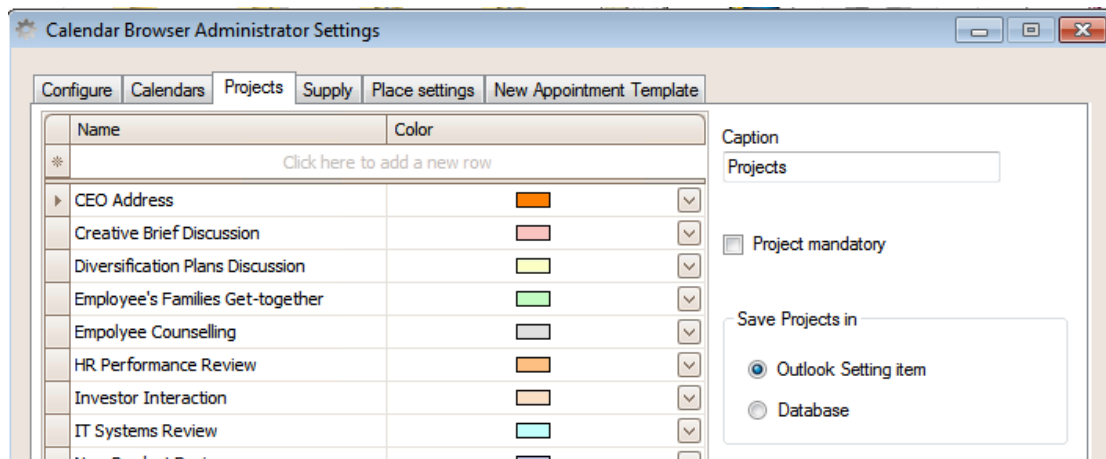 Calendar Browser Administrator Settings
Configure Calendars Projects Supply Place settings New Appointment Template
Name Color
Click here to add a new row
CEO Address
Creative Brief Discussion
Diversification Plans Discussion
Employee's Families Get-together
Empolyee Counselling
HR Performance Review
Investor Interaction
IT Systems Review
Caption
Projects
Project mandatory
Save Projects in
Outlook Setting item
Database